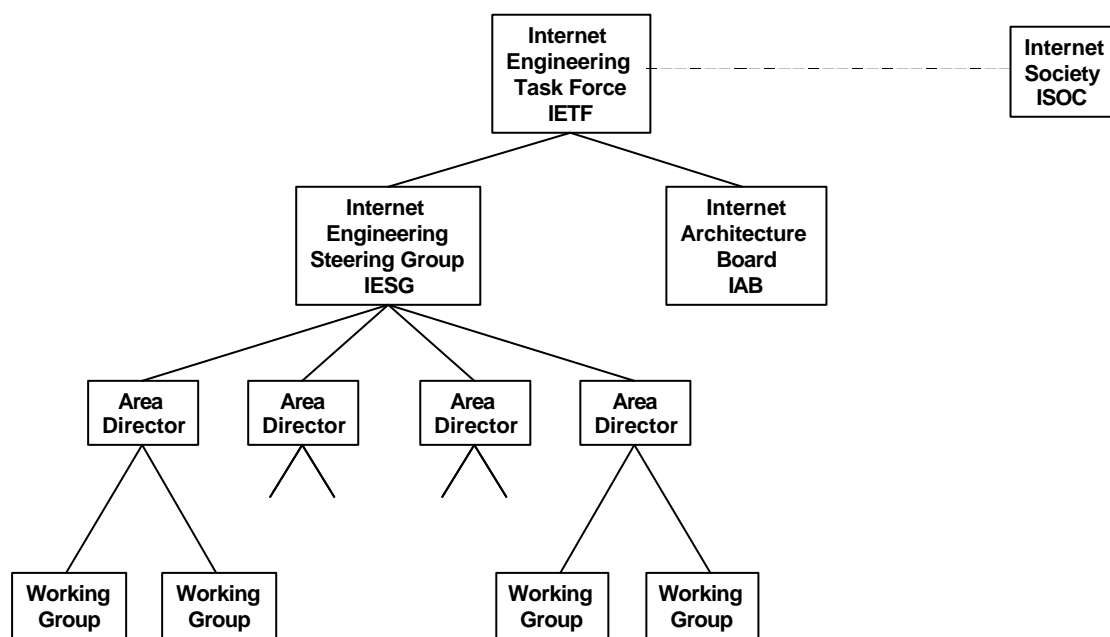 Internet
Engineering
Task Force
IETF
Internet
Society
ISOC
Internet
Engineering
Steering Group
IESG
Internet
Architecture
Board
IAB
Area
Director
Area
Director
Area
Director
Area
Director
Working
Group
Working
Group
Working
Group
Working
Group